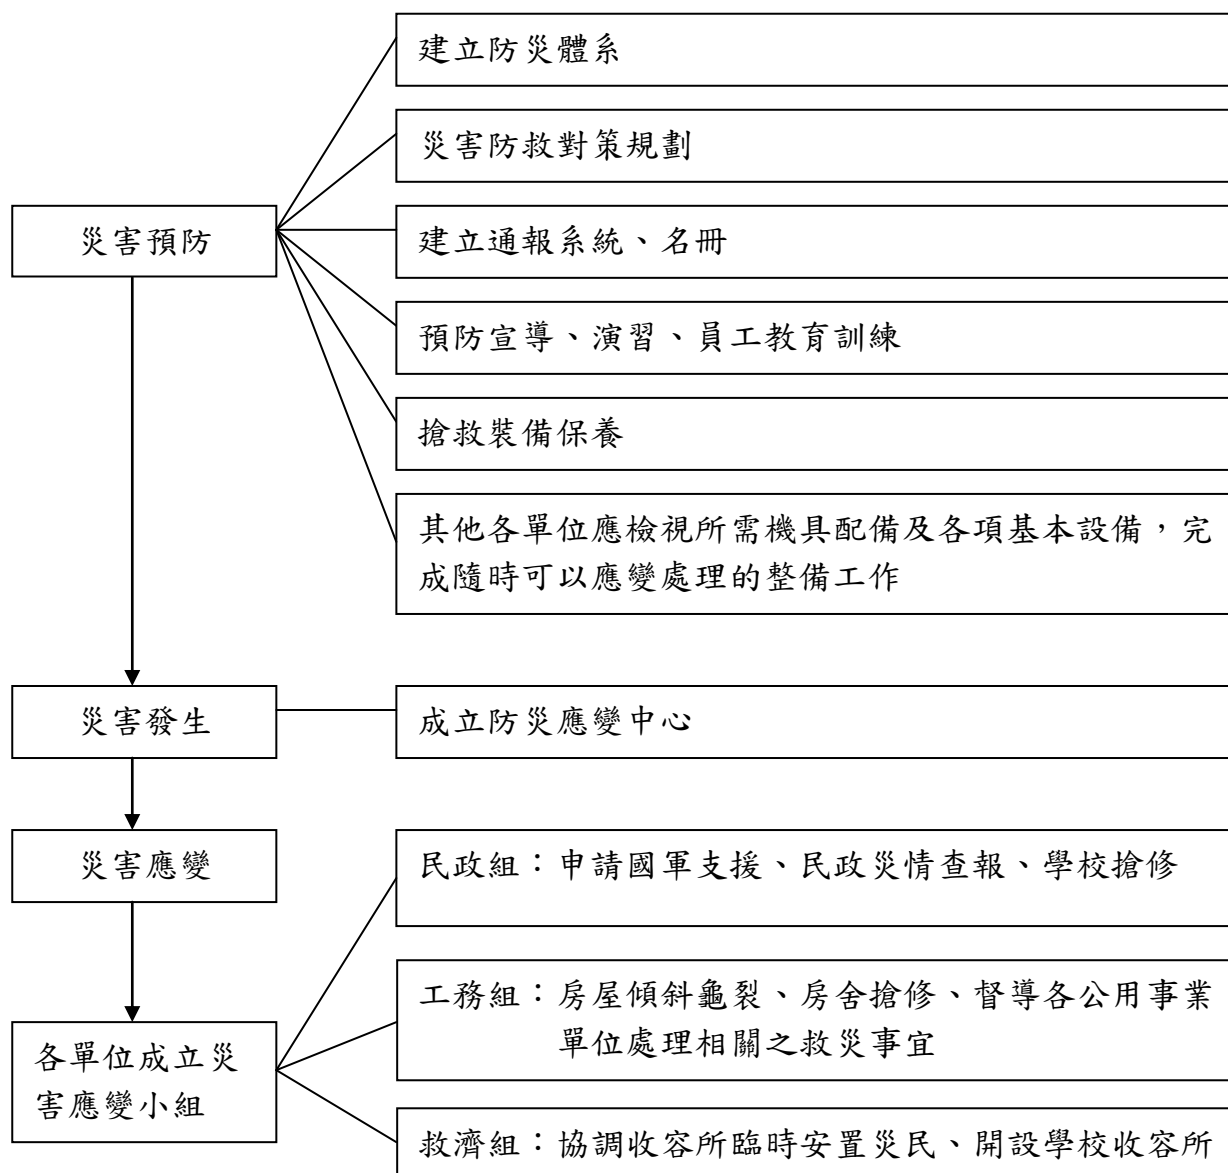 建立防災體系
災害防救對策規劃
災害預防
建立通報系統、名冊
預防宣導、演習、員工教育訓練
搶救裝備保養
其他各單位應檢視所需機具配備及各項基本設備，完
成隨時可以應變處理的整備工作
災害發生
成立防災應變中心
災害應變
民政組：申請國軍支援、民政災情查報、學校搶修
工務組：房屋傾斜龜裂、房舍搶修、督導各公用事業
單位處理相關之救災事宜
各單位成立災
害應變小組
救濟組：協調收容所臨時安置災民、開設學校收容所